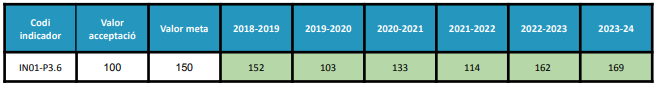 Codi indicador Valor acceptació Valor meta 2018-2019 2019-2020 2020-2021 2021-2022 2022-2023 2023-24
IN01-P3.6 100 150 152 103 133 114 162 169